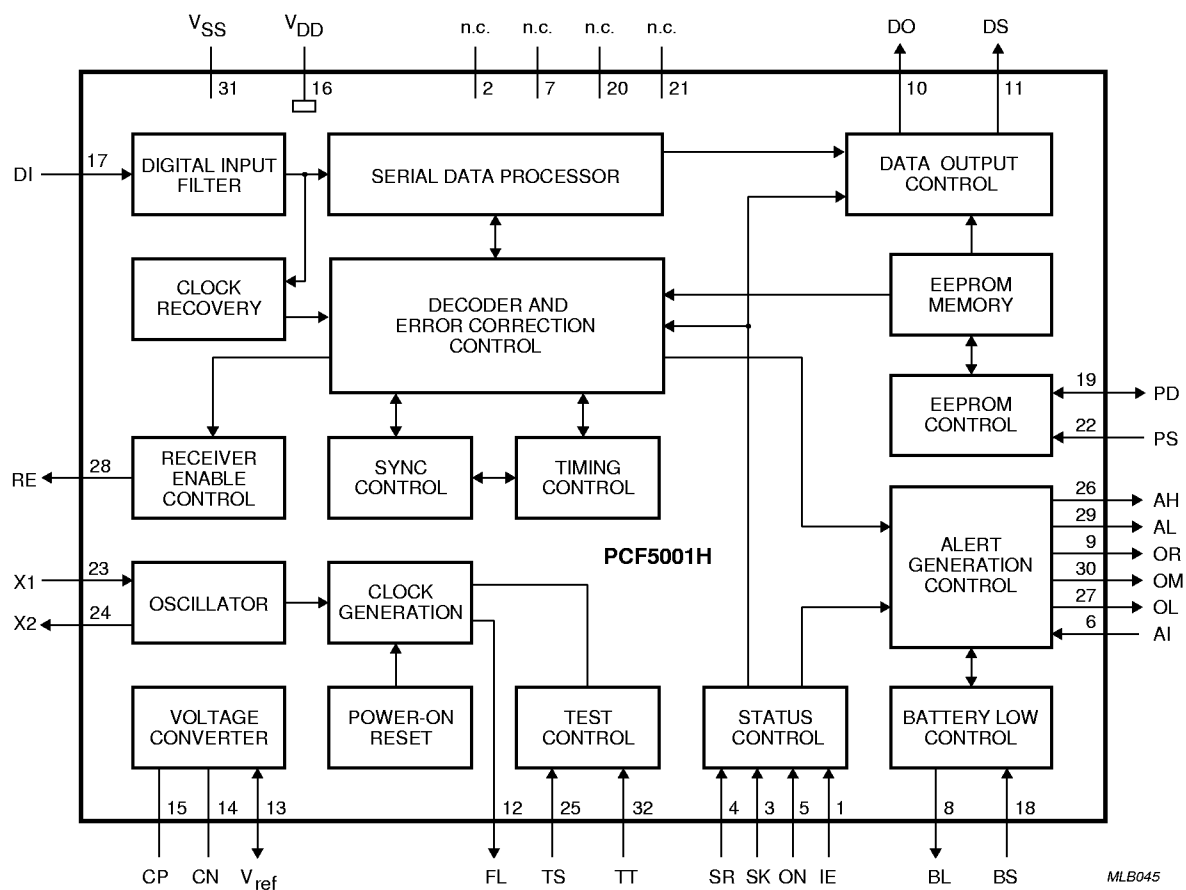 VSS VDD n.c. n.c. n.c. n.c. DO DS
31 16 2 7 20 21 10 11
DI 17
DIGITAL INPUT
FILTER
SERIAL DATA PROCESSOR
DATA OUTPUT
CONTROL
CLOCK
RECOVERY
DECODER AND
ERROR CORRECTION
CONTROL
EEPROM
MEMORY
EEPROM
CONTROL
19 PD
22 PS
RE 28
RECEIVER
ENABLE
CONTROL
SYNC
CONTROL
TIMING
CONTROL
PCF5001H
ALERT
GENERATION
CONTROL
26 AH
29 AL
9 OR
30 OM
27 OL
6 AI
X1 23
X2 24
OSCILLATOR
CLOCK
GENERATION
VOLTAGE
CONVERTER
POWER-ON
RESET
TEST
CONTROL
STATUS
CONTROL
BATTERY LOW
CONTROL
15 14 13 12 25 32 4 3 5 1 8 18
CP CN Vref FL TS TT SR SK ON IE BL BS
MLB045